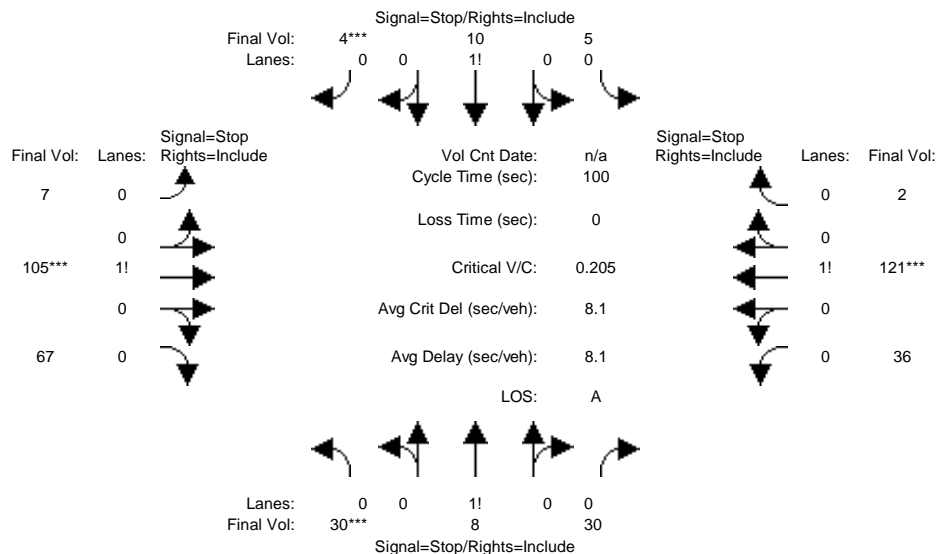 Signal=Stop/Rights=Include
Final Vol: 4*** 10 5
Lanes: 0 0 1! 0 0
Signal=Stop Signal=Stop
Final Vol: Lanes: Rights=Include Vol Cnt Date: n/a Rights=Include Lanes: Final Vol:
Cycle Time (sec): 100
7 0 0 2
Loss Time (sec): 0
0 0
105*** 1! Critical V/C: 0.205 1! 121***
0 Avg Crit Del (sec/veh): 8.1 0
67 0 Avg Delay (sec/veh): 8.1 0 36
LOS: A
Lanes: 0 0 1! 0 0
Final Vol: 30*** 8 30
Signal=Stop/Rights=Include